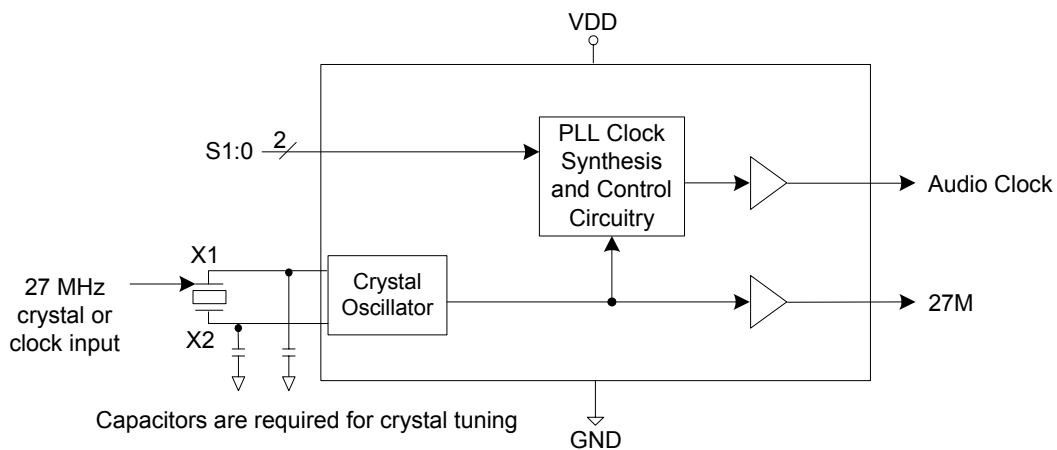 VDD
PLL Clock
Synthesis
and Control
Circuitry
2
S1:0
Audio Clock
X1
27 MHz
crystal or
clock input
Crystal
Oscillator
27M
X2
Capacitors are required for crystal tuning
GND